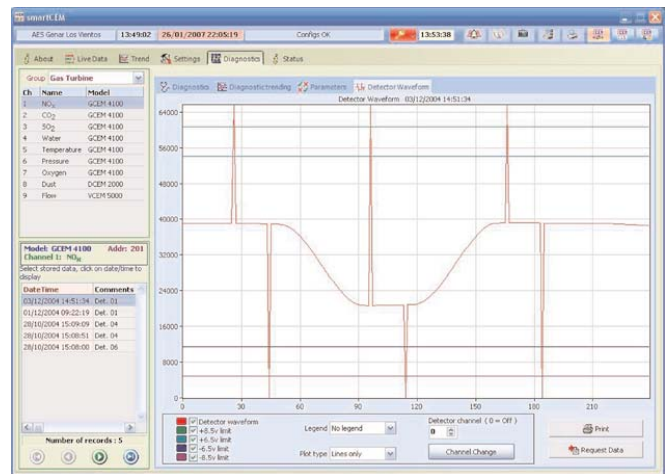 smartCEM
AES Genar Los Vientos 13:49:02 26/01/2007 22:05:19 Configs OK 13:53:38
About Live Data Trend Settings Diagnostics Status
Group Gas Turbine
Ch Name Model
1 NOx GCEM 4100
2 CO2 GCEM 4100
3 SO2 GCEM 4100
4 Water GCEM 4100
5 Temperature GCEM 4100
6 Pressure GCEM 4100
7 Oxygen GCEM 4100
8 Dust DCEM 2000
9 Flow VCEM 5000
Model: GCEM 4100 Addr: 201
Channel 1: NOx
Select stored data, click on date/time to
display
DateTime Comments
03/12/2004 14:51:34 Det. 01
01/12/2004 09:22:19 Det. 01
28/10/2004 15:09:09 Det. 04
28/10/2004 15:08:51 Det. 04
28/10/2004 15:08:00 Det. 06
Number of records : 5
Diagnostics Diagnostic trending Parameters Detector Waveform
Detector Waveform 03/12/2004 14:51:34
64000
56000
48000
40000
32000
24000
16000
8000
0
0 30 60 90 120 150 180 210
Detector waveform
+8.5v limit
+6.5v limit
-6.5v limit
-8.5v limit
Legend No legend
Plot type Lines only
Detector channel ( 0 = Off )
0
Channel Change
Print
Request Data